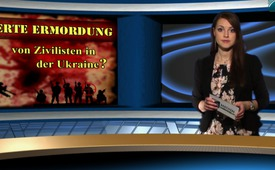 ERTE ERMORDUNG
von Zivilisten in
der Ukraine?